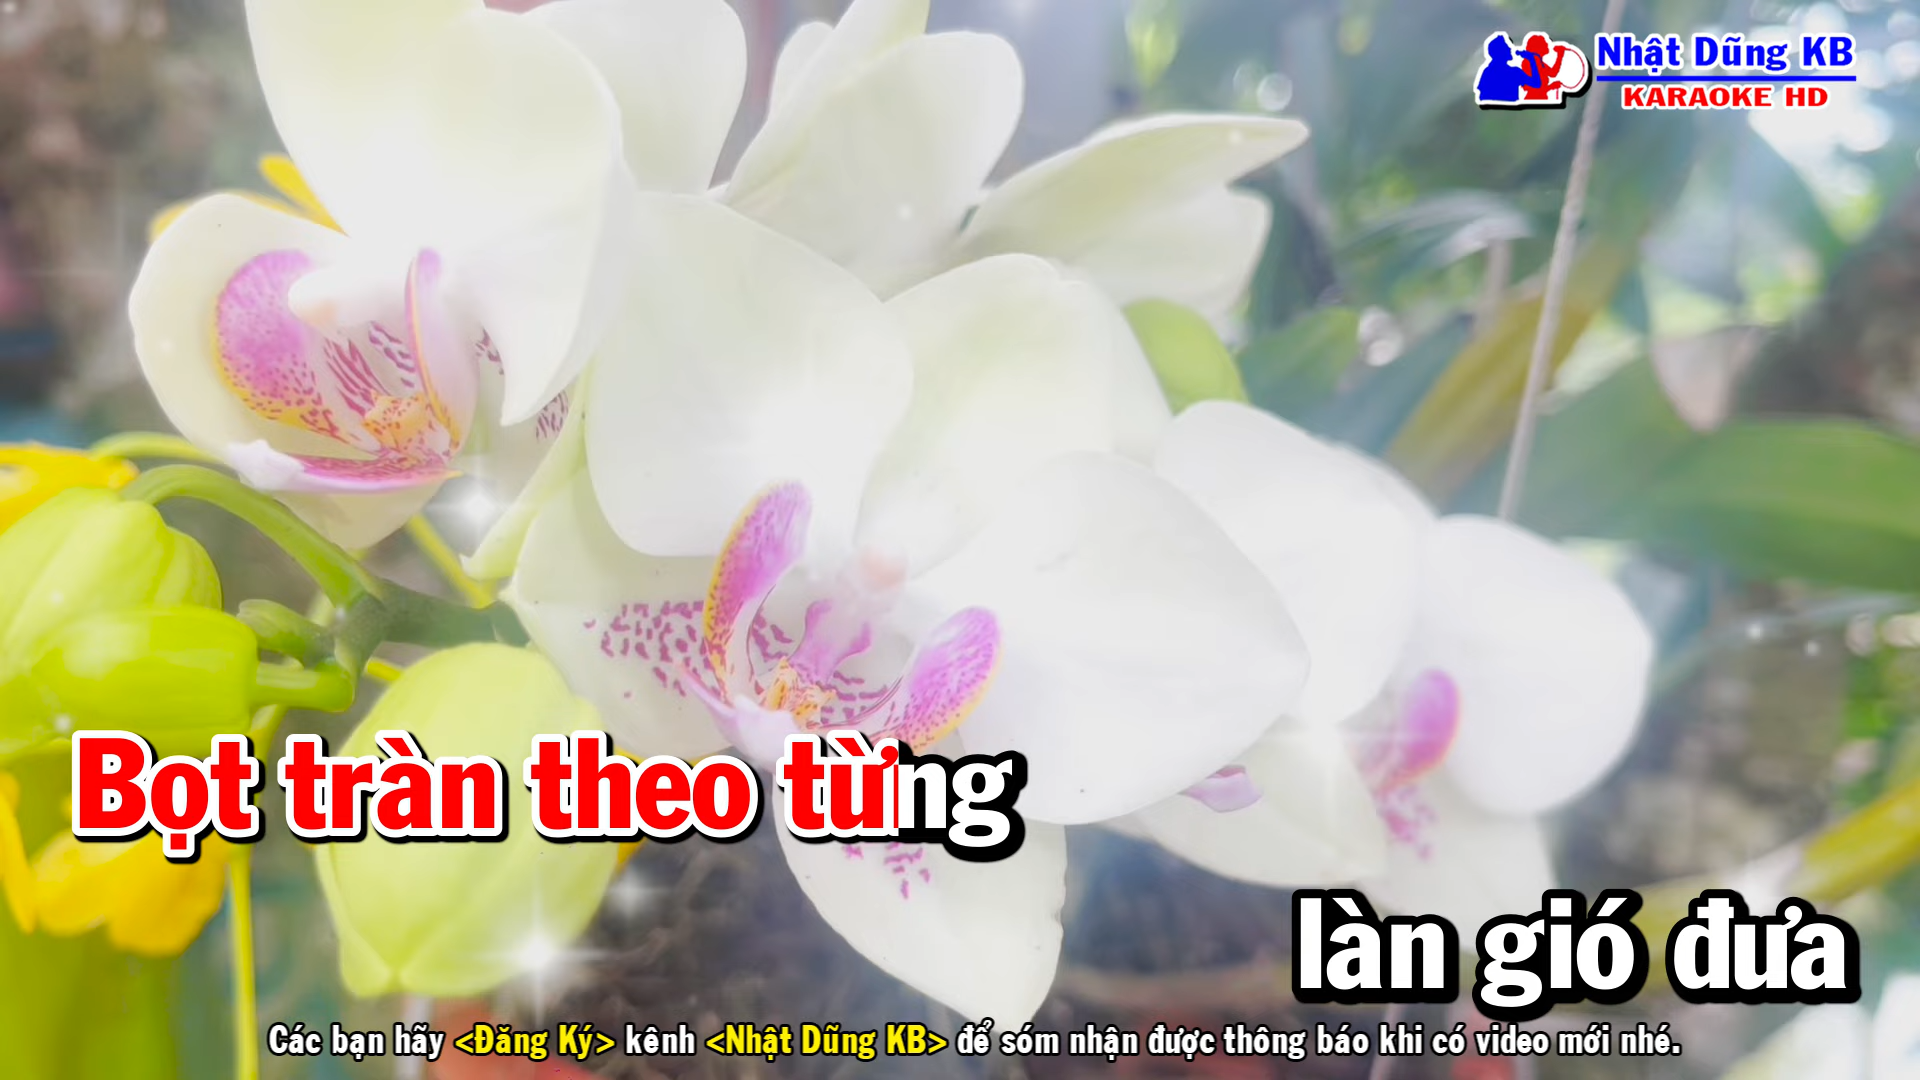 Nhật Dũng KB
KARAOKE HD
Bọt tràn theo từng
làn gió đưa
Các bạn hãy <Đăng Ký> kênh <Nhật Dũng KB> để sóm nhận được thông báo khi có video mới nhé.